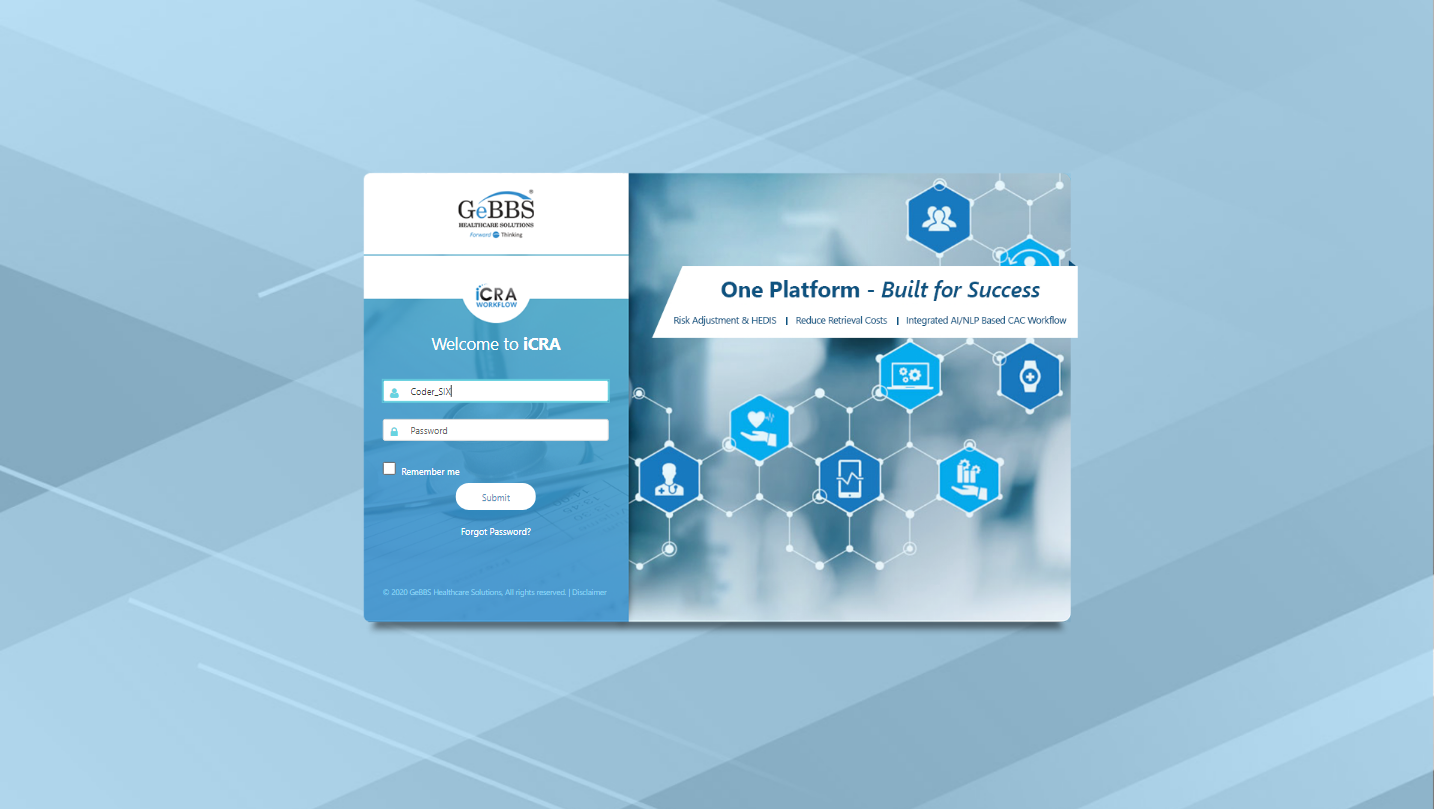 GeBBS®
HEALTHCARE SOLUTIONS
Forward Thinking
iCRA
WORKFLOW
Welcome to iCRA
Coder_SIX
Password
Remember me
Submit
Forgot Password?
© 2020 GeBBS Healthcare Solutions, All rights reserved. | Disclaimer
One Platform - Built for Success
Risk Adjustment & HEDIS | Reduce Retrieval Costs | Integrated AI/NLP Based CAC Workflow